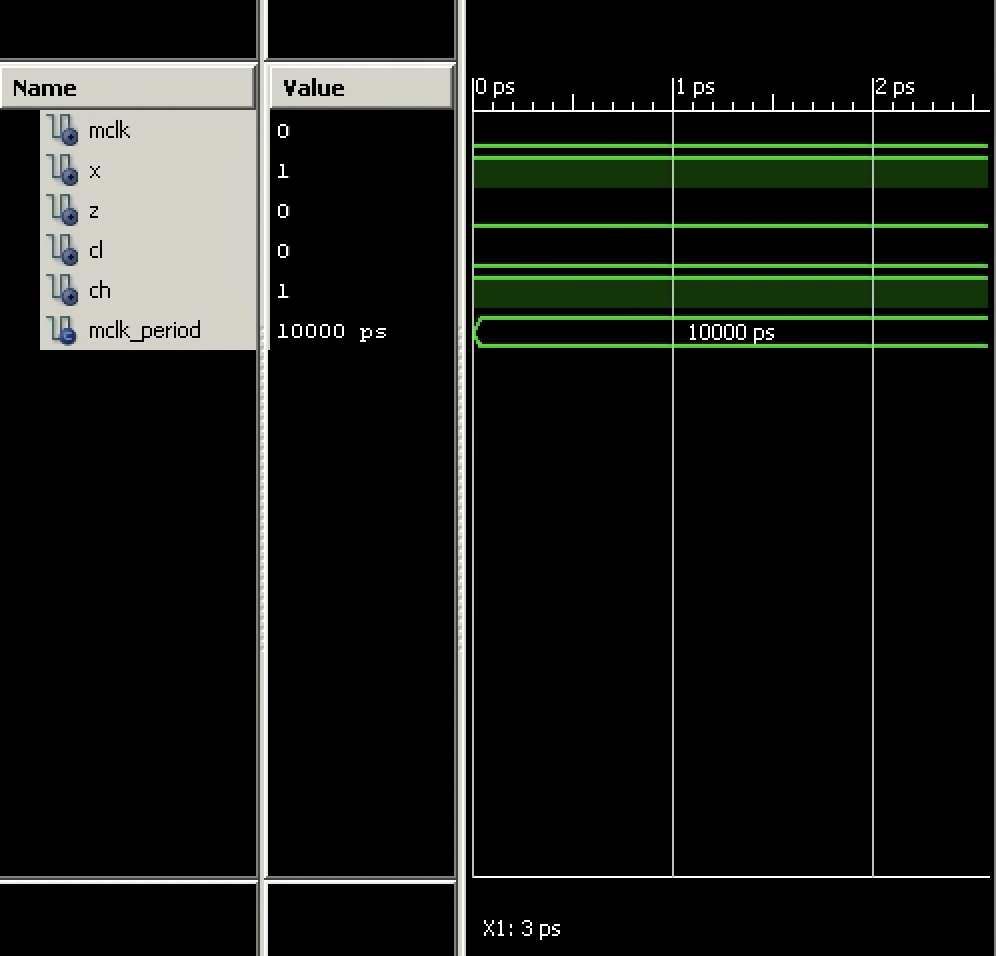 Name Value 0 ps 1 ps 2 ps
mclk 0
x 1
z 0
cl 0
ch 1
mclk_period 10000 ps 10000 ps
X1: 3 ps